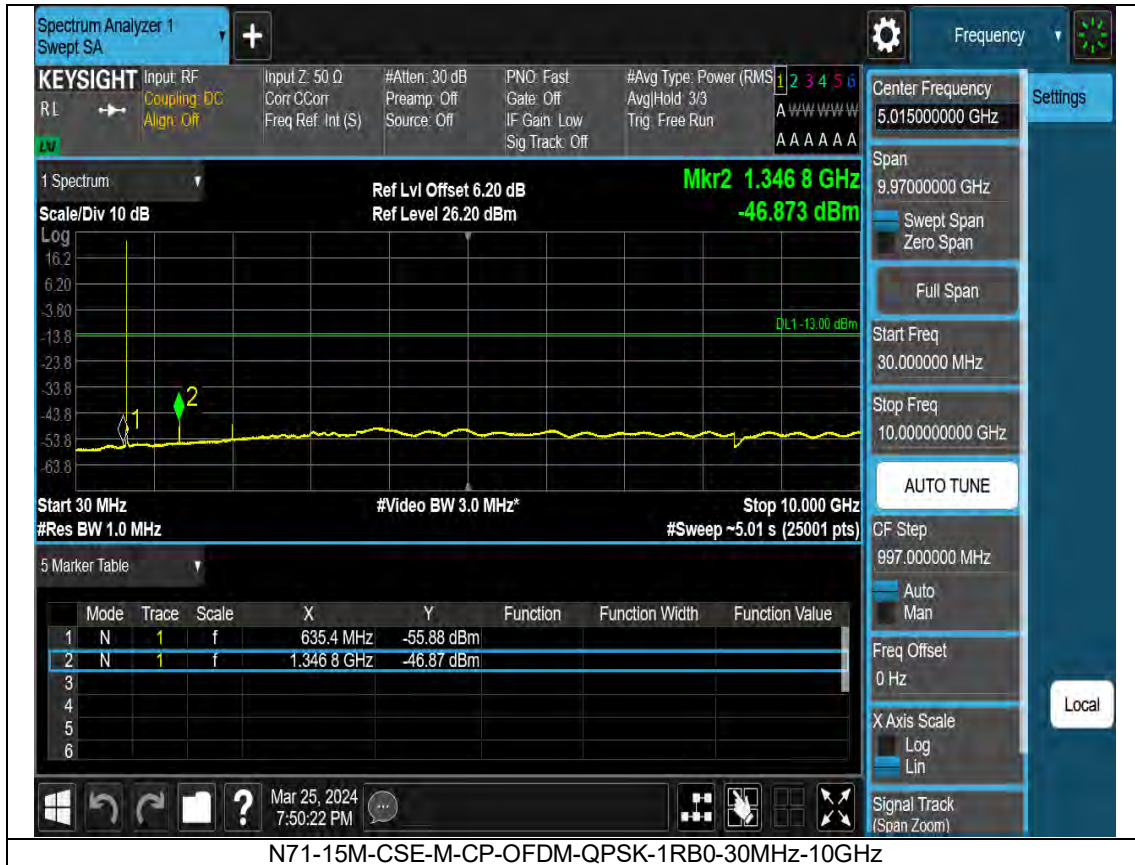 Spectrum Analyzer 1
Swept SA
+
Frequency
KEYSIGHT
RL
LXI
Input: RF
Coupling: DC
Align: Off
Input Z: 50 Ω
Corr CCorr
Freq Ref: Int (S)
#Atten: 30 dB
Preamp: Off
Source: Off
PNO: Fast
Gate: Off
IF Gain: Low
Sig Track: Off
#Avg Type: Power (RMS
Avg|Hold: 3/3
Trig: Free Run
1 2 3 4 5 6
A W W W W W
A A A A A A
1 Spectrum
Scale/Div 10 dB
Ref Lvl Offset 6.20 dB
Ref Level 26.20 dBm
Mkr2 1.346 8 GHz
-46.873 dBm
Log
16.2
6.20
-3.80
-13.8
-23.8
-33.8
-43.8
-53.8
-63.8
DL1 -13.00 dBm
1
2
Start 30 MHz
#Video BW 3.0 MHz*
Stop 10.000 GHz
#Res BW 1.0 MHz
#Sweep ~5.01 s (25001 pts)
5 Marker Table
Mode Trace Scale X Y Function Function Width Function Value
1 N 1 f 635.4 MHz -55.88 dBm
2 N 1 f 1.346 8 GHz -46.87 dBm
3
4
5
6
Mar 25, 2024
7:50:22 PM
?
Center Frequency
5.015000000 GHz
Settings
Span
9.97000000 GHz
Swept Span
Zero Span
Full Span
Start Freq
30.000000 MHz
Stop Freq
10.000000000 GHz
AUTO TUNE
CF Step
997.000000 MHz
Auto
Man
Freq Offset
0 Hz
X Axis Scale
Log
Lin
Local
Signal Track
(Span Zoom)
N71-15M-CSE-M-CP-OFDM-QPSK-1RB0-30MHz-10GHz